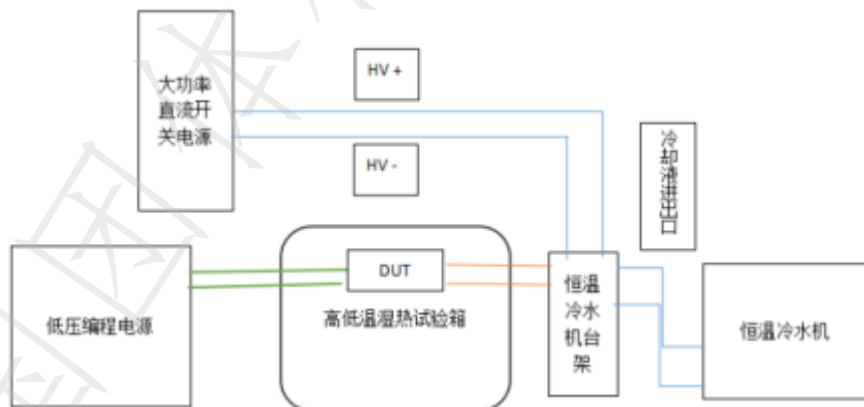 大功率
直流开
关电源
HV +
HV -
冷却液进出口
低压编程电源
DUT
高低温湿热试验箱
恒温
冷水
机台
架
恒温冷水机